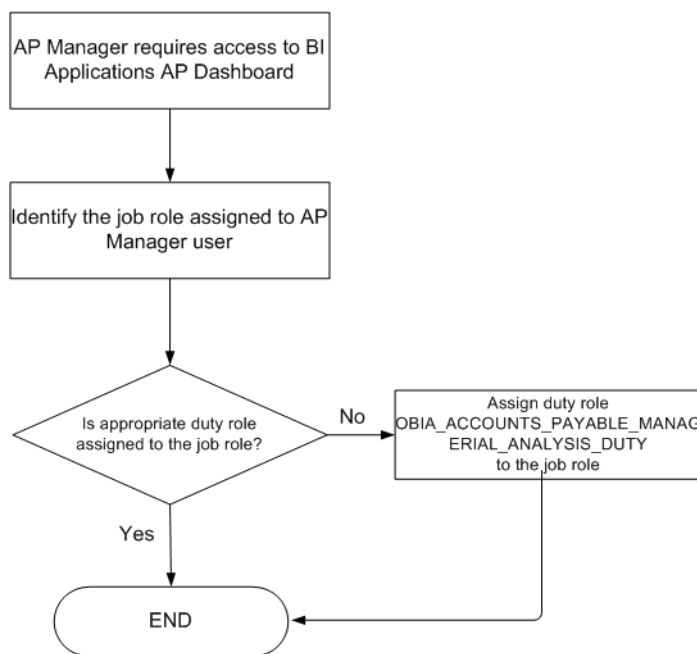 AP Manager requires access to BI
Applications AP Dashboard
Identify the job role assigned to AP
Manager user
Is appropriate duty role
assigned to the job role?
No
Assign duty role
OBIA_ACCOUNTS_PAYABLE_MANAG
ERIAL_ANALYSIS_DUTY
to the job role
Yes
END